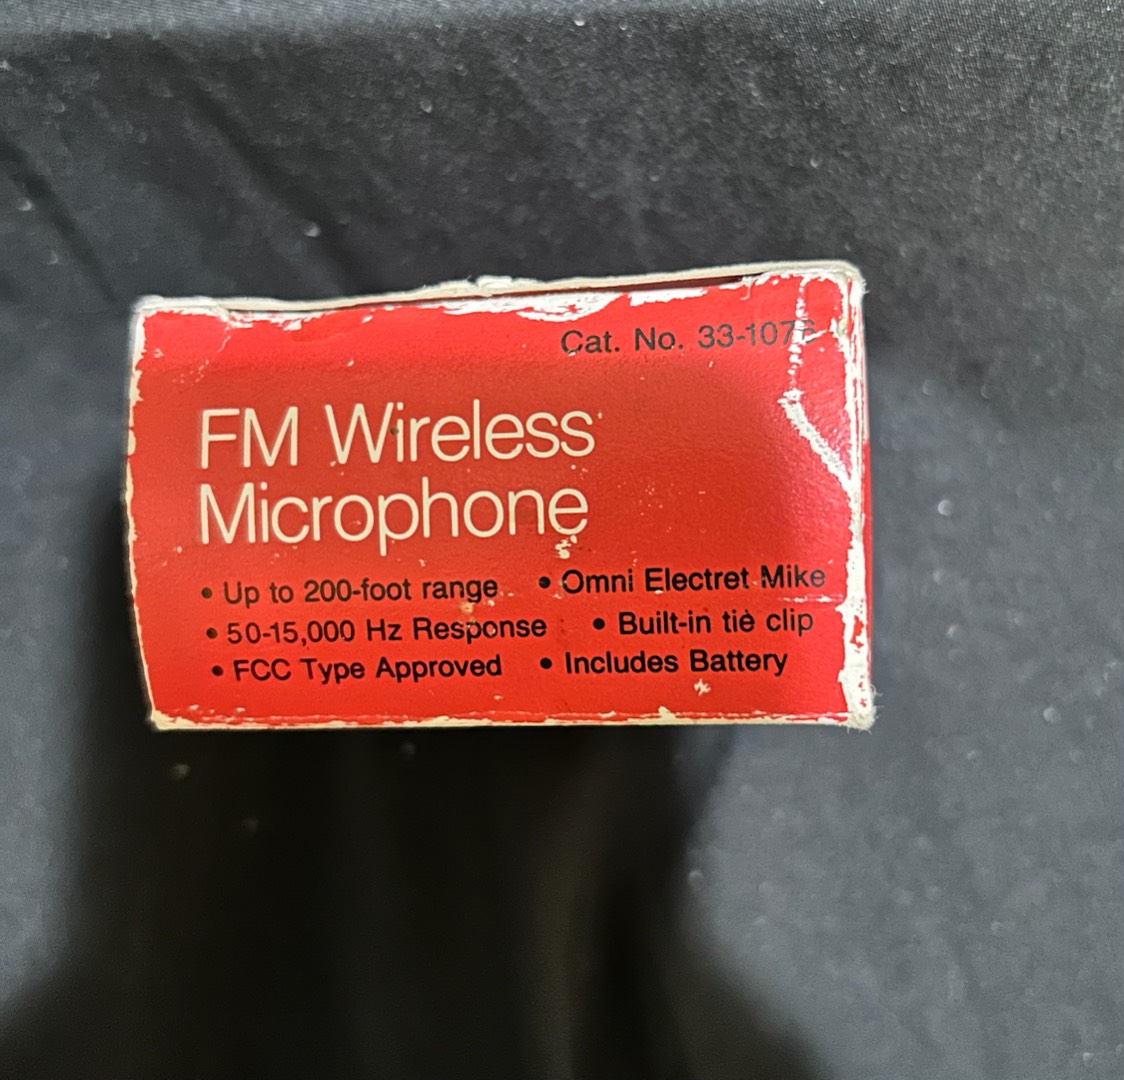 Cat. No. 33-1076
FM Wireless
Microphone
• Up to 200-foot range • Omni Electret Mike
• 50-15,000 Hz Response • Built-in tie clip
• FCC Type Approved • Includes Battery